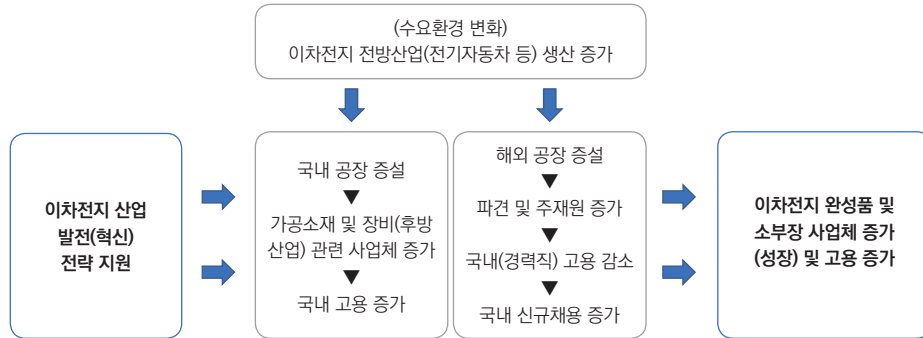 (수요환경 변화)
이차전지 전방산업(전기자동차 등) 생산 증가
이차전지 산업
발전(혁신)
전략 지원
국내 공장 증설
▼
가공소재 및 장비(후방
산업) 관련 사업체 증가
▼
국내 고용 증가
해외 공장 증설
▼
파견 및 주재원 증가
▼
국내(경력직) 고용 감소
▼
국내 신규채용 증가
이차전지 완성품 및
소부장 사업체 증가
(성장) 및 고용 증가